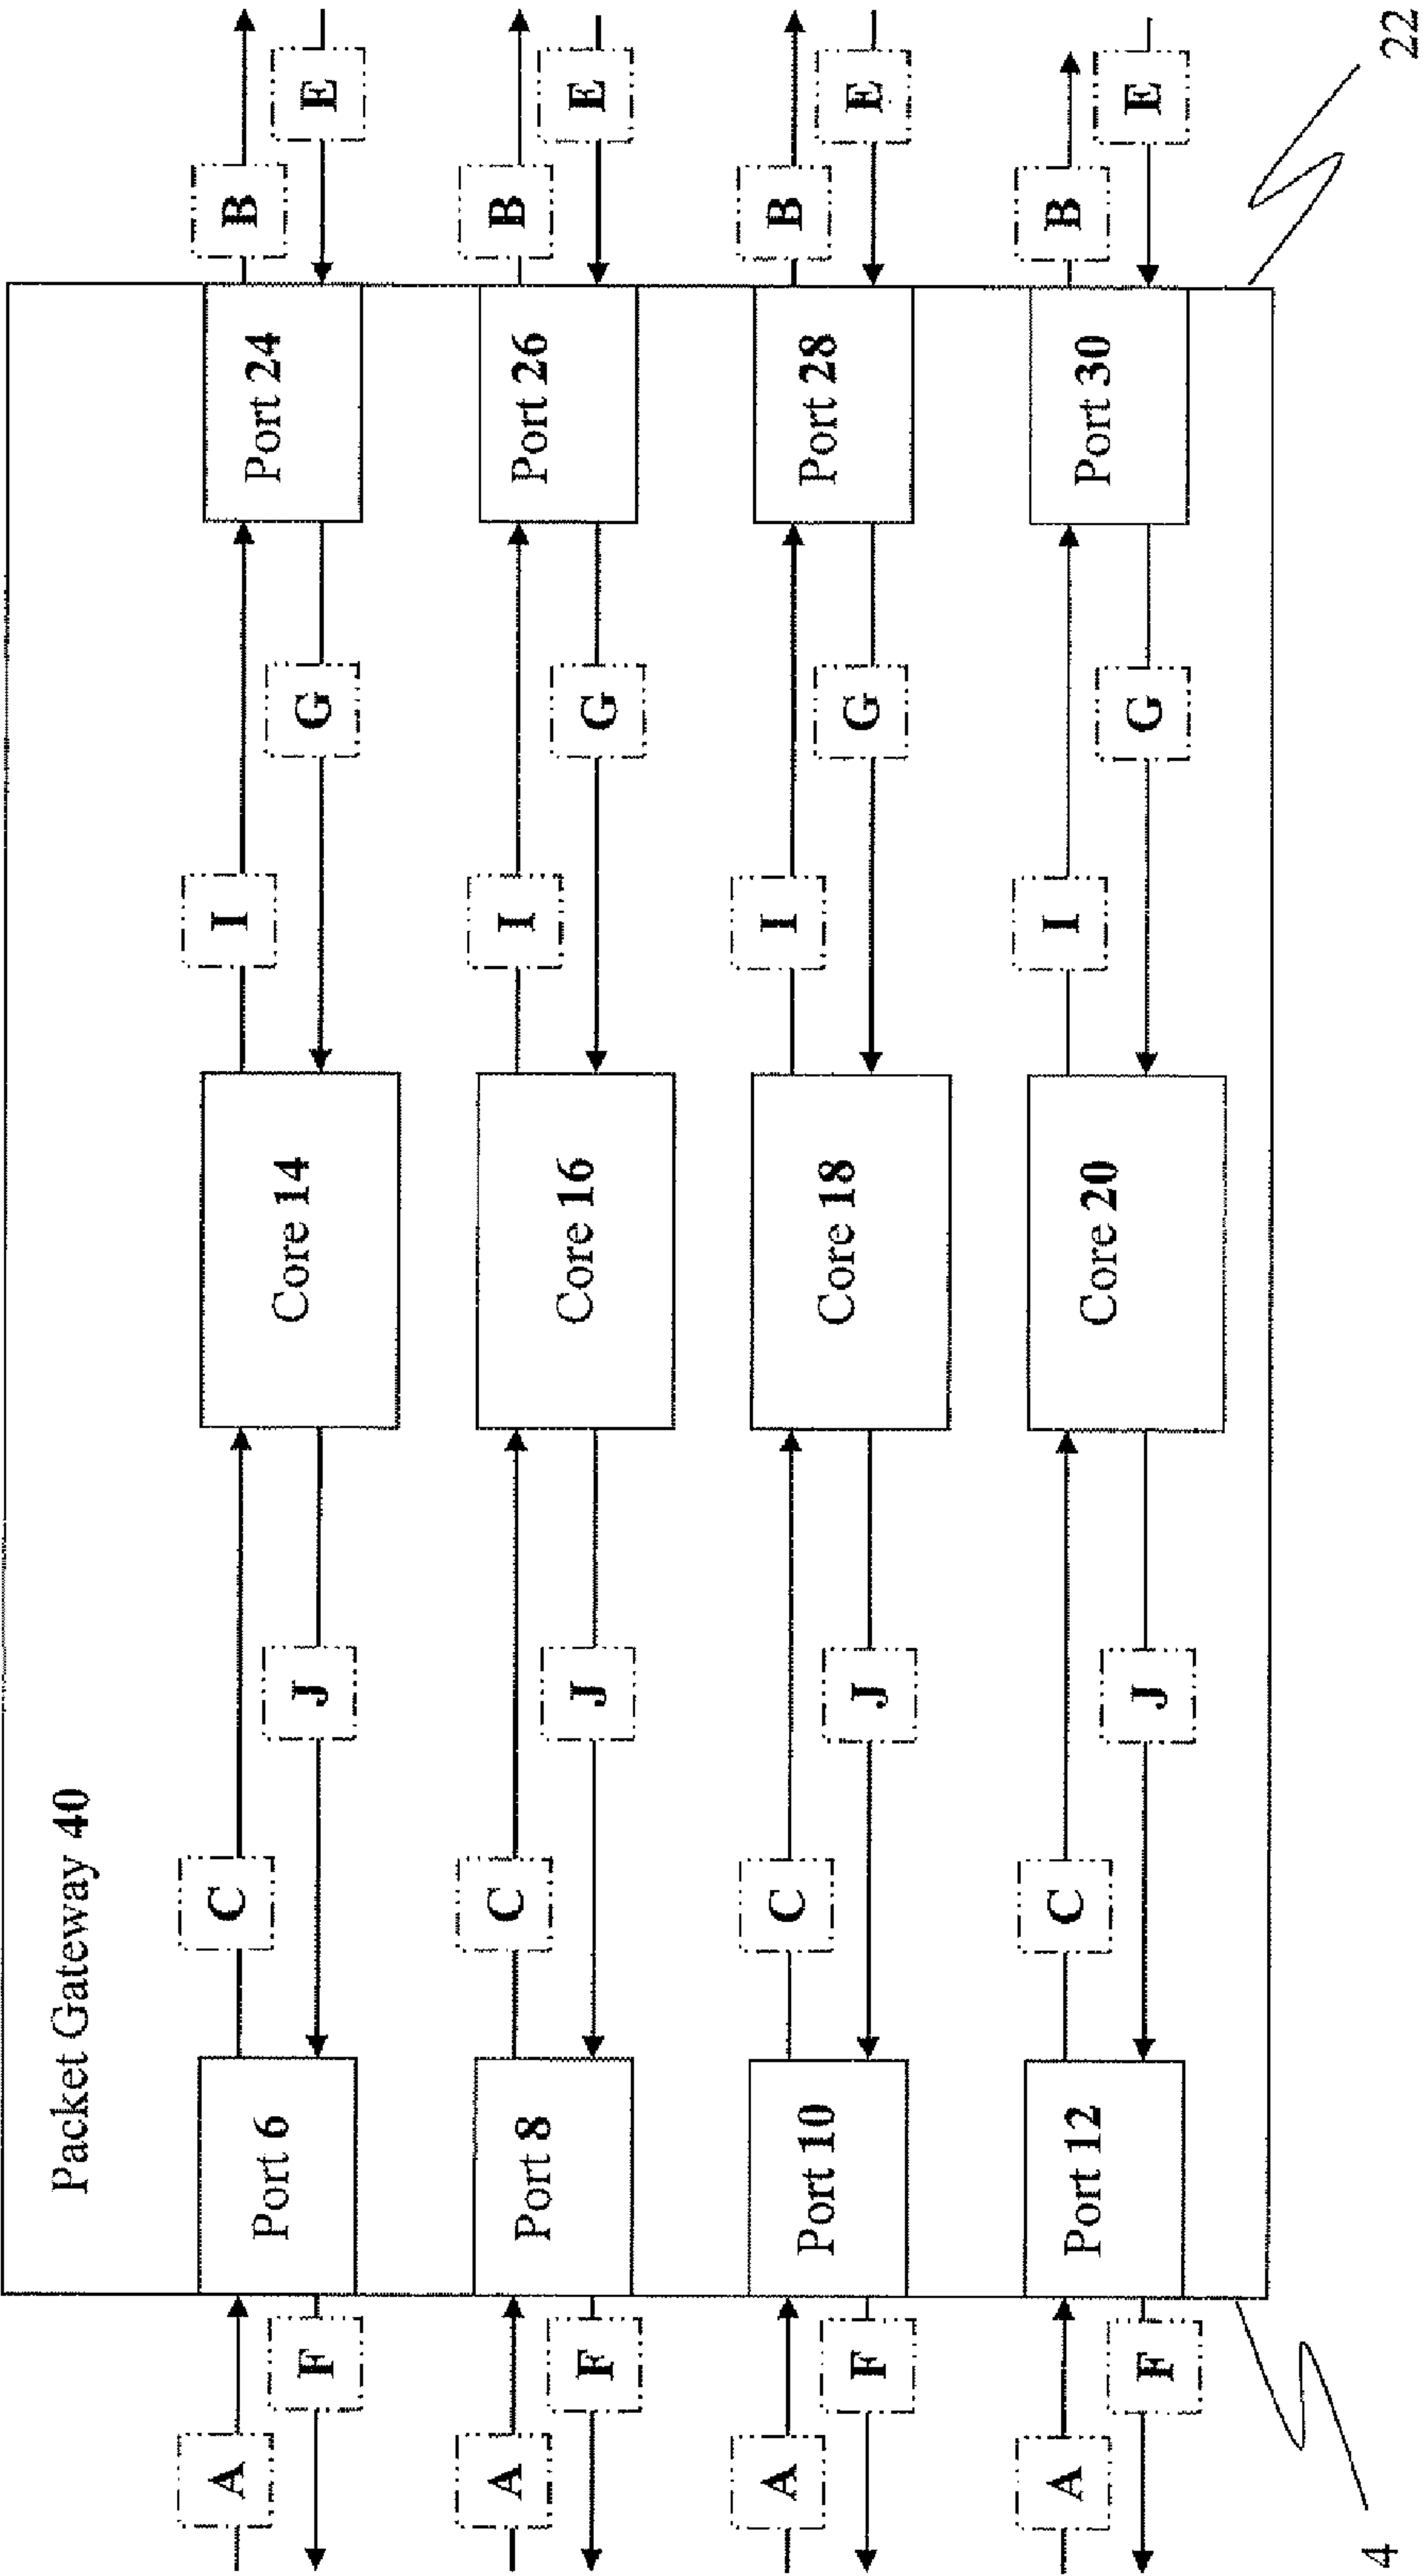 Packet Gateway 40
A
F
Port 6
C
J
Core 14
I
G
Port 24
B
E
A
F
Port 8
C
J
Core 16
I
G
Port 26
B
E
A
F
Port 10
C
J
Core 18
I
G
Port 28
B
E
A
F
Port 12
C
J
Core 20
I
G
Port 30
B
E
4
22